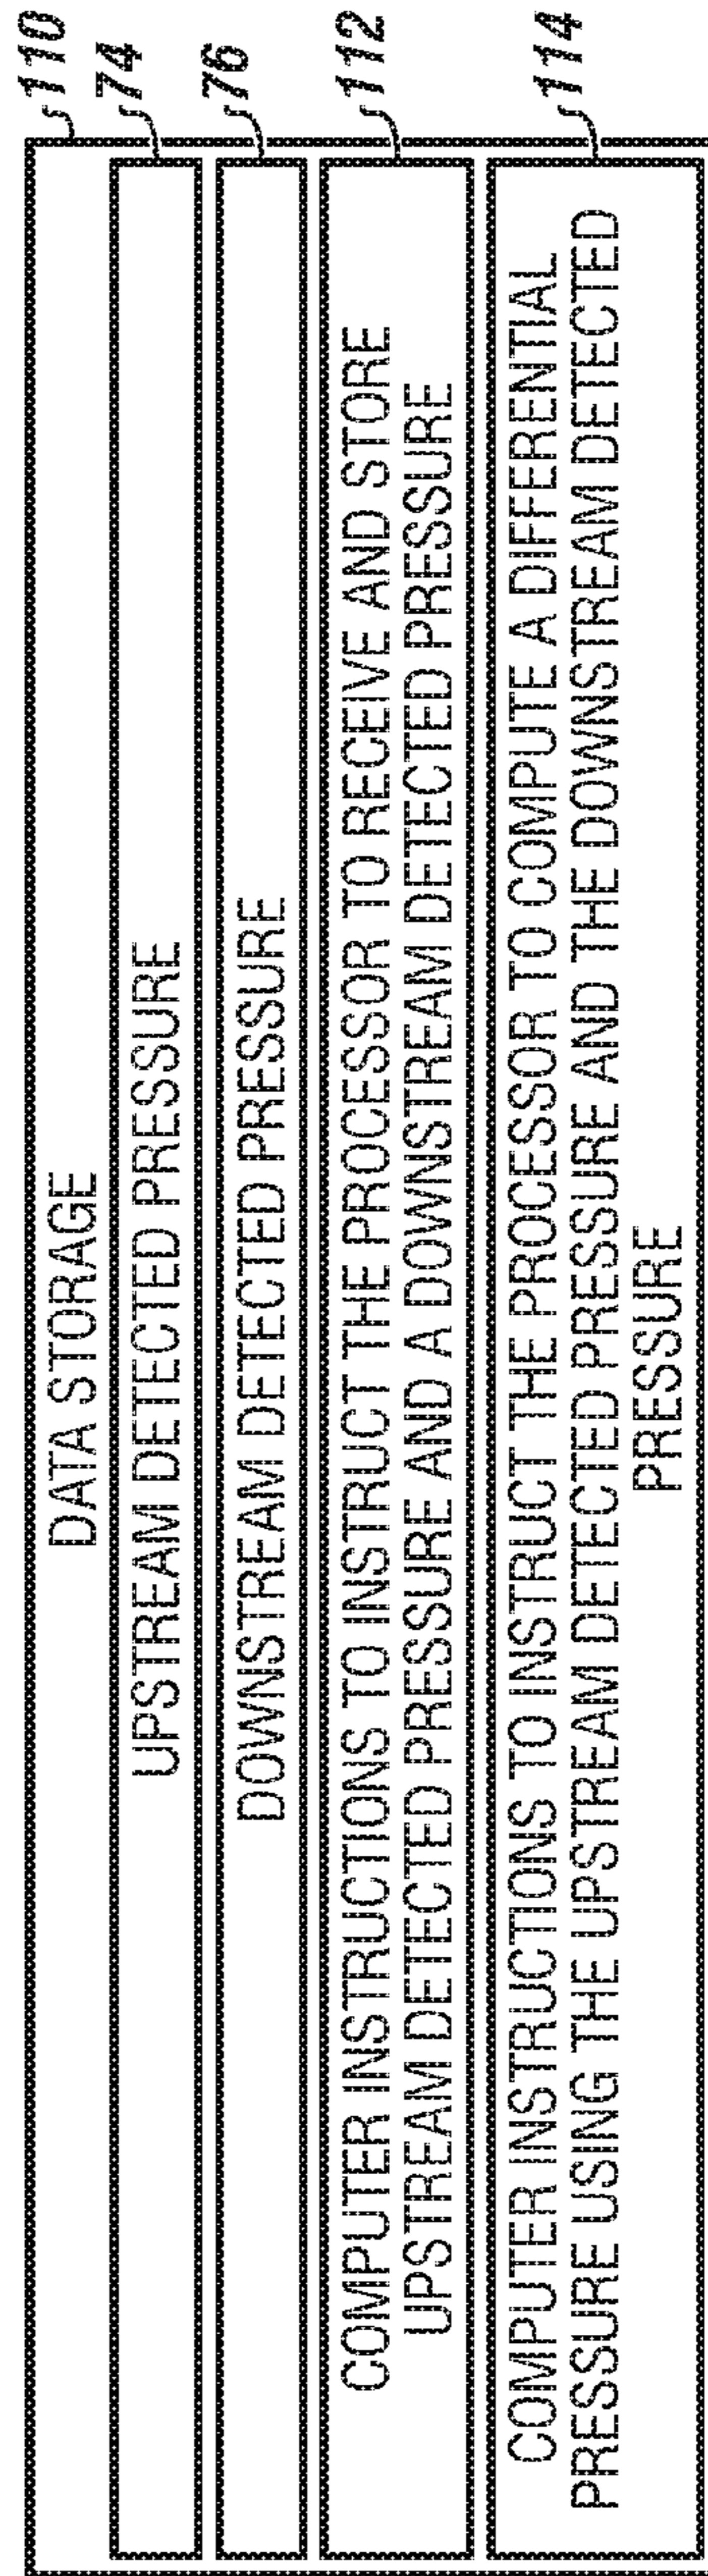 110
DATA STORAGE
74
UPSTREAM DETECTED PRESSURE
76
DOWNSTREAM DETECTED PRESSURE
112
COMPUTER INSTRUCTIONS TO INSTRUCT THE PROCESSOR TO RECEIVE AND STORE
UPSTREAM DETECTED PRESSURE AND A DOWNSTREAM DETECTED PRESSURE
114
COMPUTER INSTRUCTIONS TO INSTRUCT THE PROCESSOR TO COMPUTE A DIFFERENTIAL
PRESSURE USING THE UPSTREAM DETECTED PRESSURE AND THE DOWNSTREAM DETECTED
PRESSURE